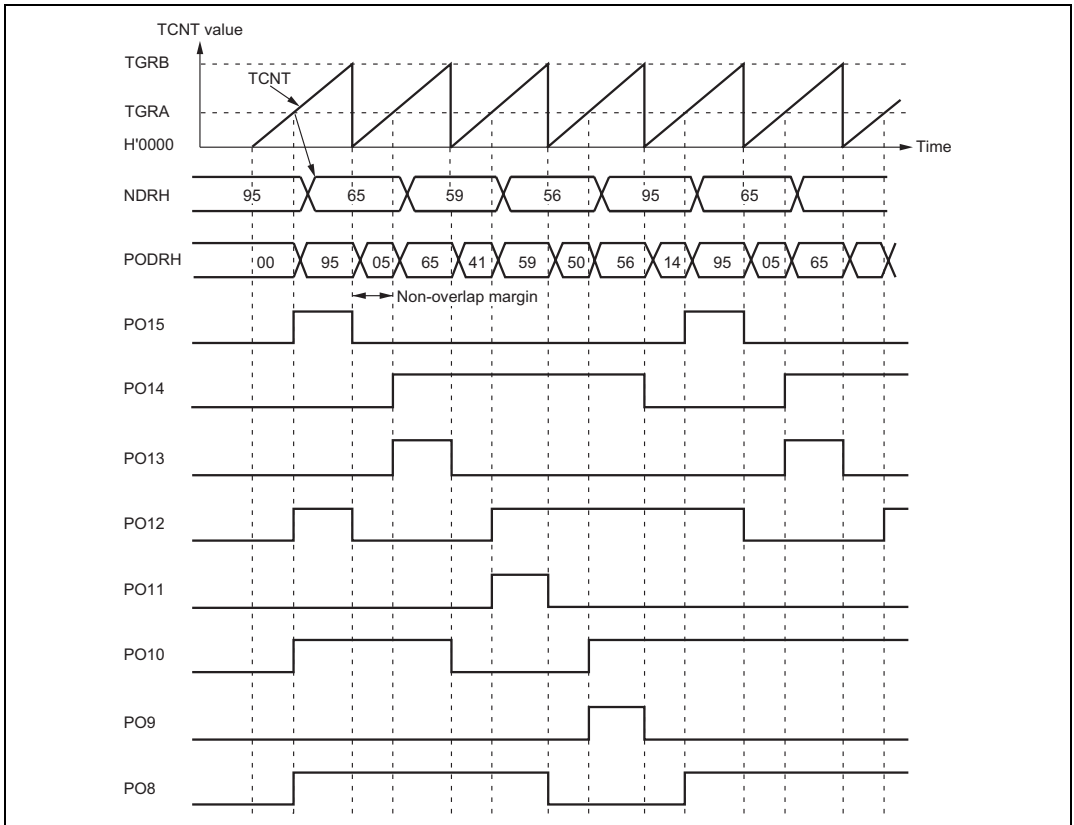 TCNT value
TGRB
TCNT
TGRA
H'0000
Time
NDRH 95 65 59 56 95 65
PODRH 00 95 05 65 41 59 50 56 14 95 05 65
Non-overlap margin
PO15
PO14
PO13
PO12
PO11
PO10
PO9
PO8